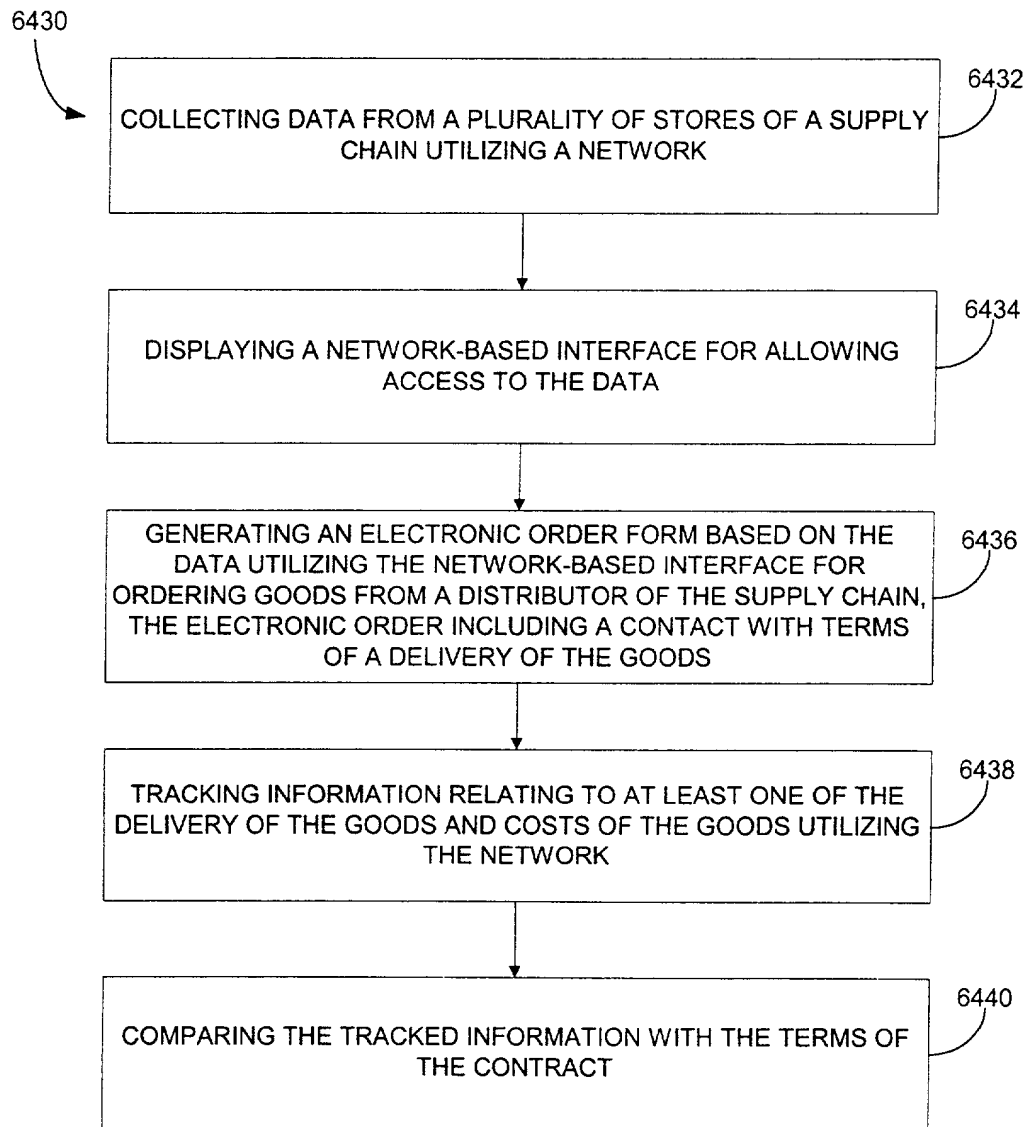 6430
6432
COLLECTING DATA FROM A PLURALITY OF STORES OF A SUPPLY
CHAIN UTILIZING A NETWORK
6434
DISPLAYING A NETWORK-BASED INTERFACE FOR ALLOWING
ACCESS TO THE DATA
6436
GENERATING AN ELECTRONIC ORDER FORM BASED ON THE
DATA UTILIZING THE NETWORK-BASED INTERFACE FOR
ORDERING GOODS FROM A DISTRIBUTOR OF THE SUPPLY CHAIN,
THE ELECTRONIC ORDER INCLUDING A CONTACT WITH TERMS
OF A DELIVERY OF THE GOODS
6438
TRACKING INFORMATION RELATING TO AT LEAST ONE OF THE
DELIVERY OF THE GOODS AND COSTS OF THE GOODS UTILIZING
THE NETWORK
6440
COMPARING THE TRACKED INFORMATION WITH THE TERMS OF
THE CONTRACT